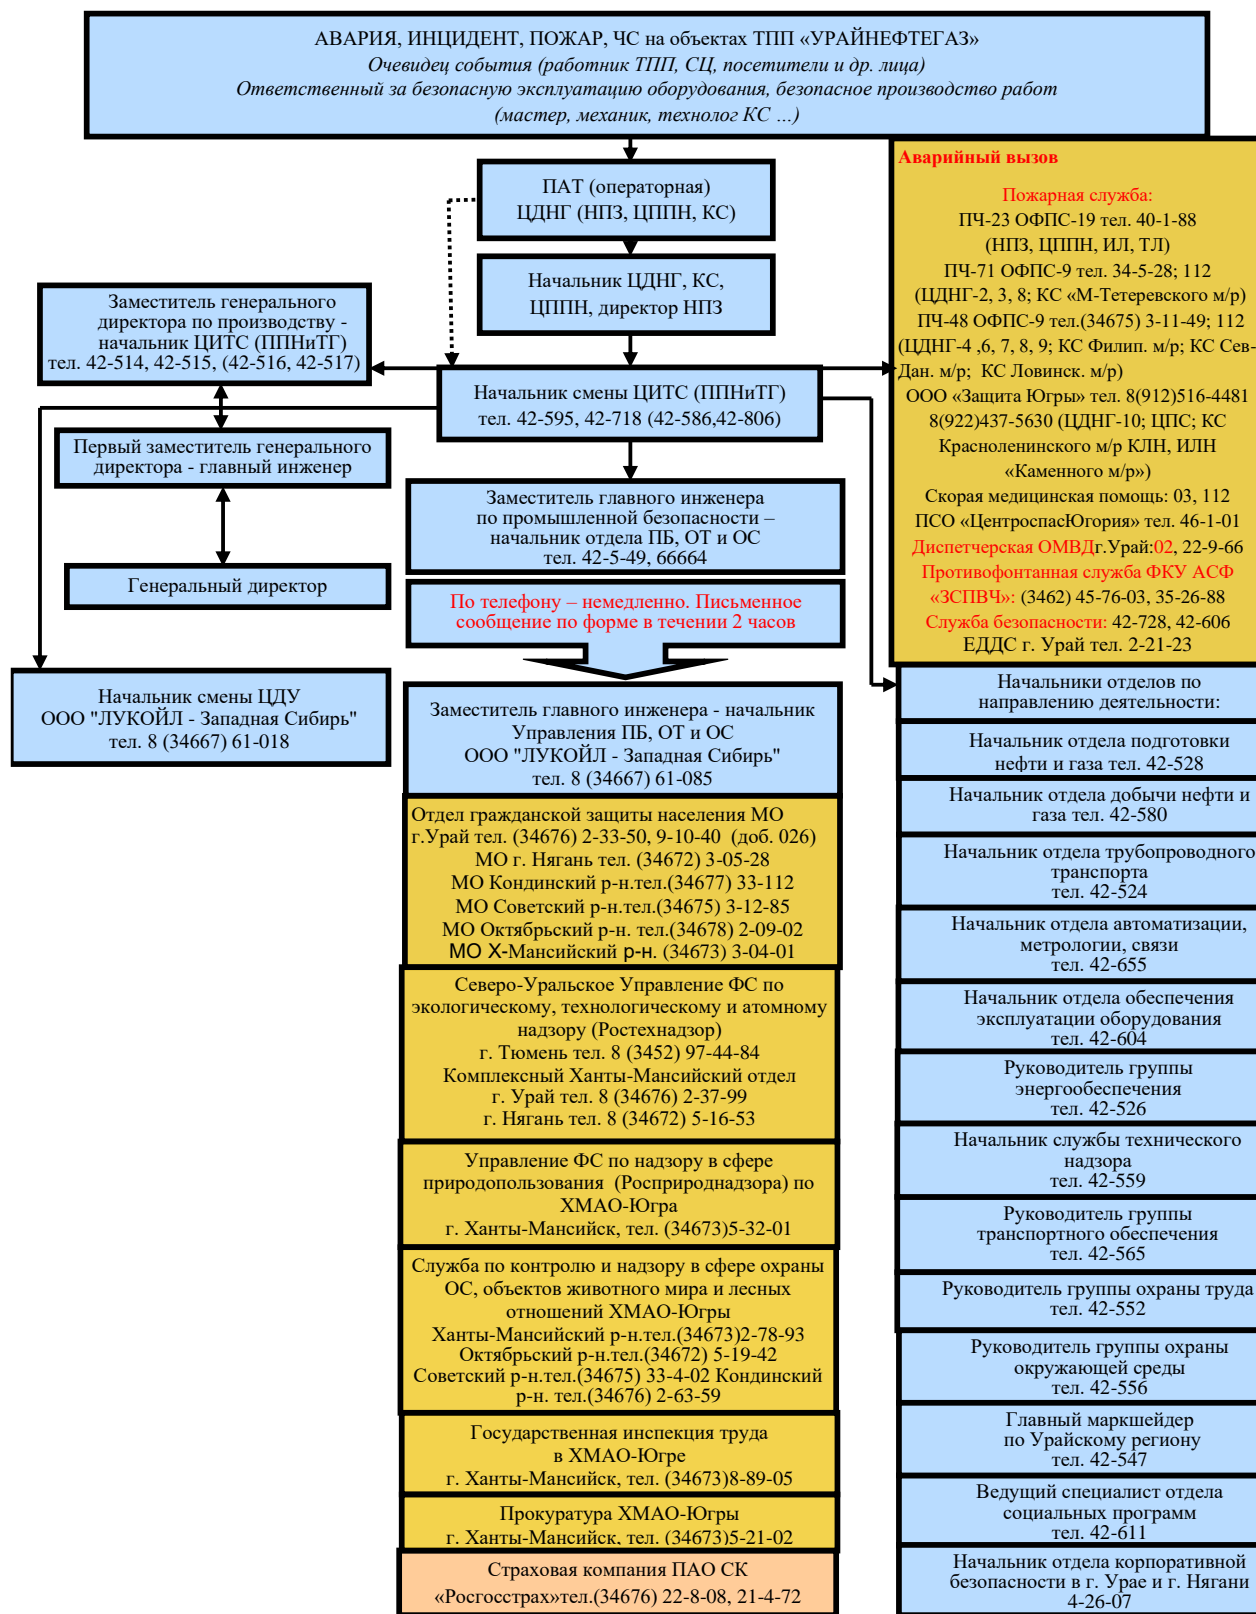 АВАРИЯ, ИНЦИДЕНТ, ПОЖАР, ЧС на объектах ТПП «УРАЙНЕФТЕГАЗ»
Очевидец события (работник ТПП, СЦ, посетители и др. лица)
Ответственный за безопасную эксплуатацию оборудования, безопасное производство работ
(мастер, механик, технолог КС …)
ПАТ (операторная)
ЦДНГ (НПЗ, ЦППН, КС)
Начальник ЦДНГ, КС,
ЦППН, директор НПЗ
Заместитель генерального
директора по производству -
начальник ЦИТС (ППНиТГ)
тел. 42-514, 42-515, (42-516, 42-517)
Начальник смены ЦИТС (ППНиТГ)
тел. 42-595, 42-718 (42-586,42-806)
Первый заместитель генерального
директора - главный инженер
Генеральный директор
Заместитель главного инженера
по промышленной безопасности –
начальник отдела ПБ, ОТ и ОС
тел. 42-5-49, 66664
По телефону – немедленно. Письменное
сообщение по форме в течении 2 часов
Начальник смены ЦДУ
ООО "ЛУКОЙЛ - Западная Сибирь"
тел. 8 (34667) 61-018
Заместитель главного инженера - начальник
Управления ПБ, ОТ и ОС
ООО "ЛУКОЙЛ - Западная Сибирь"
тел. 8 (34667) 61-085
Отдел гражданской защиты населения МО
г.Урай тел. (34676) 2-33-50, 9-10-40 (доб. 026)
МО г. Нягань тел. (34672) 3-05-28
МО Кондинский р-н.тел.(34677) 33-112
МО Советский р-н.тел.(34675) 3-12-85
МО Октябрьский р-н. тел.(34678) 2-09-02
МО Х-Мансийский р-н. (34673) 3-04-01
Северо-Уральское Управление ФС по
экологическому, технологическому и атомному
надзору (Ростехнадзор)
г. Тюмень тел. 8 (3452) 97-44-84
Комплексный Ханты-Мансийский отдел
г. Урай тел. 8 (34676) 2-37-99
г. Нягань тел. 8 (34672) 5-16-53
Управление ФС по надзору в сфере
природопользования (Росприроднадзора) по
ХМАО-Югра
г. Ханты-Мансийск, тел. (34673)5-32-01
Служба по контролю и надзору в сфере охраны
ОС, объектов животного мира и лесных
отношений ХМАО-Югры
Ханты-Мансийский р-н.тел.(34673)2-78-93
Октябрьский р-н.тел.(34672) 5-19-42
Советский р-н.тел.(34675) 33-4-02 Кондинский
р-н. тел.(34676) 2-63-59
Государственная инспекция труда
в ХМАО-Югре
г. Ханты-Мансийск, тел. (34673)8-89-05
Прокуратура ХМАО-Югры
г. Ханты-Мансийск, тел. (34673)5-21-02
Страховая компания ПАО СК
«Росгосстрах»тел.(34676) 22-8-08, 21-4-72
Аварийный вызов
Пожарная служба:
ПЧ-23 ОФПС-19 тел. 40-1-88
(НПЗ, ЦППН, ИЛ, ТЛ)
ПЧ-71 ОФПС-9 тел. 34-5-28; 112
(ЦДНГ-2, 3, 8; КС «М-Тетеревского м/р)
ПЧ-48 ОФПС-9 тел.(34675) 3-11-49; 112
(ЦДНГ-4 ,6, 7, 8, 9; КС Филип. м/р; КС Сев-
Дан. м/р; КС Ловинск. м/р)
ООО «Защита Югры» тел. 8(912)516-4481
8(922)437-5630 (ЦДНГ-10; ЦПС; КС
Красноленинского м/р КЛН, ИЛН
«Каменного м/р»)
Скорая медицинская помощь: 03, 112
ПСО «ЦентроспасЮгория» тел. 46-1-01
Диспетчерская ОМВДг.Урай:02, 22-9-66
Противофонтанная служба ФКУ АСФ
«ЗСПВЧ»: (3462) 45-76-03, 35-26-88
Служба безопасности: 42-728, 42-606
ЕДДС г. Урай тел. 2-21-23
Начальники отделов по
направлению деятельности:
Начальник отдела подготовки
нефти и газа тел. 42-528
Начальник отдела добычи нефти и
газа тел. 42-580
Начальник отдела трубопроводного
транспорта
тел. 42-524
Начальник отдела автоматизации,
метрологии, связи
тел. 42-655
Начальник отдела обеспечения
эксплуатации оборудования
тел. 42-604
Руководитель группы
энергообеспечения
тел. 42-526
Начальник службы технического
надзора
тел. 42-559
Руководитель группы
транспортного обеспечения
тел. 42-565
Руководитель группы охраны труда
тел. 42-552
Руководитель группы охраны
окружающей среды
тел. 42-556
Главный маркшейдер
по Урайскому региону
тел. 42-547
Ведущий специалист отдела
социальных программ
тел. 42-611
Начальник отдела корпоративной
безопасности в г. Урае и г. Нягани
4-26-07